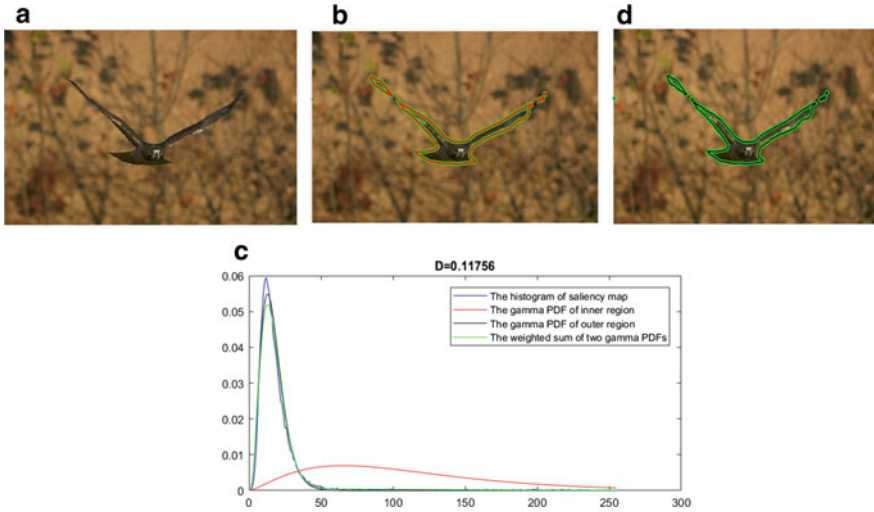 a
b
d
c
D=0.11756
0.06
0.05
0.04
0.03
0.02
0.01
0
The histogram of saliency map
The gamma PDF of inner region
The gamma PDF of outer region
The weighted sum of two gamma PDFs
0 50 100 150 200 250 300